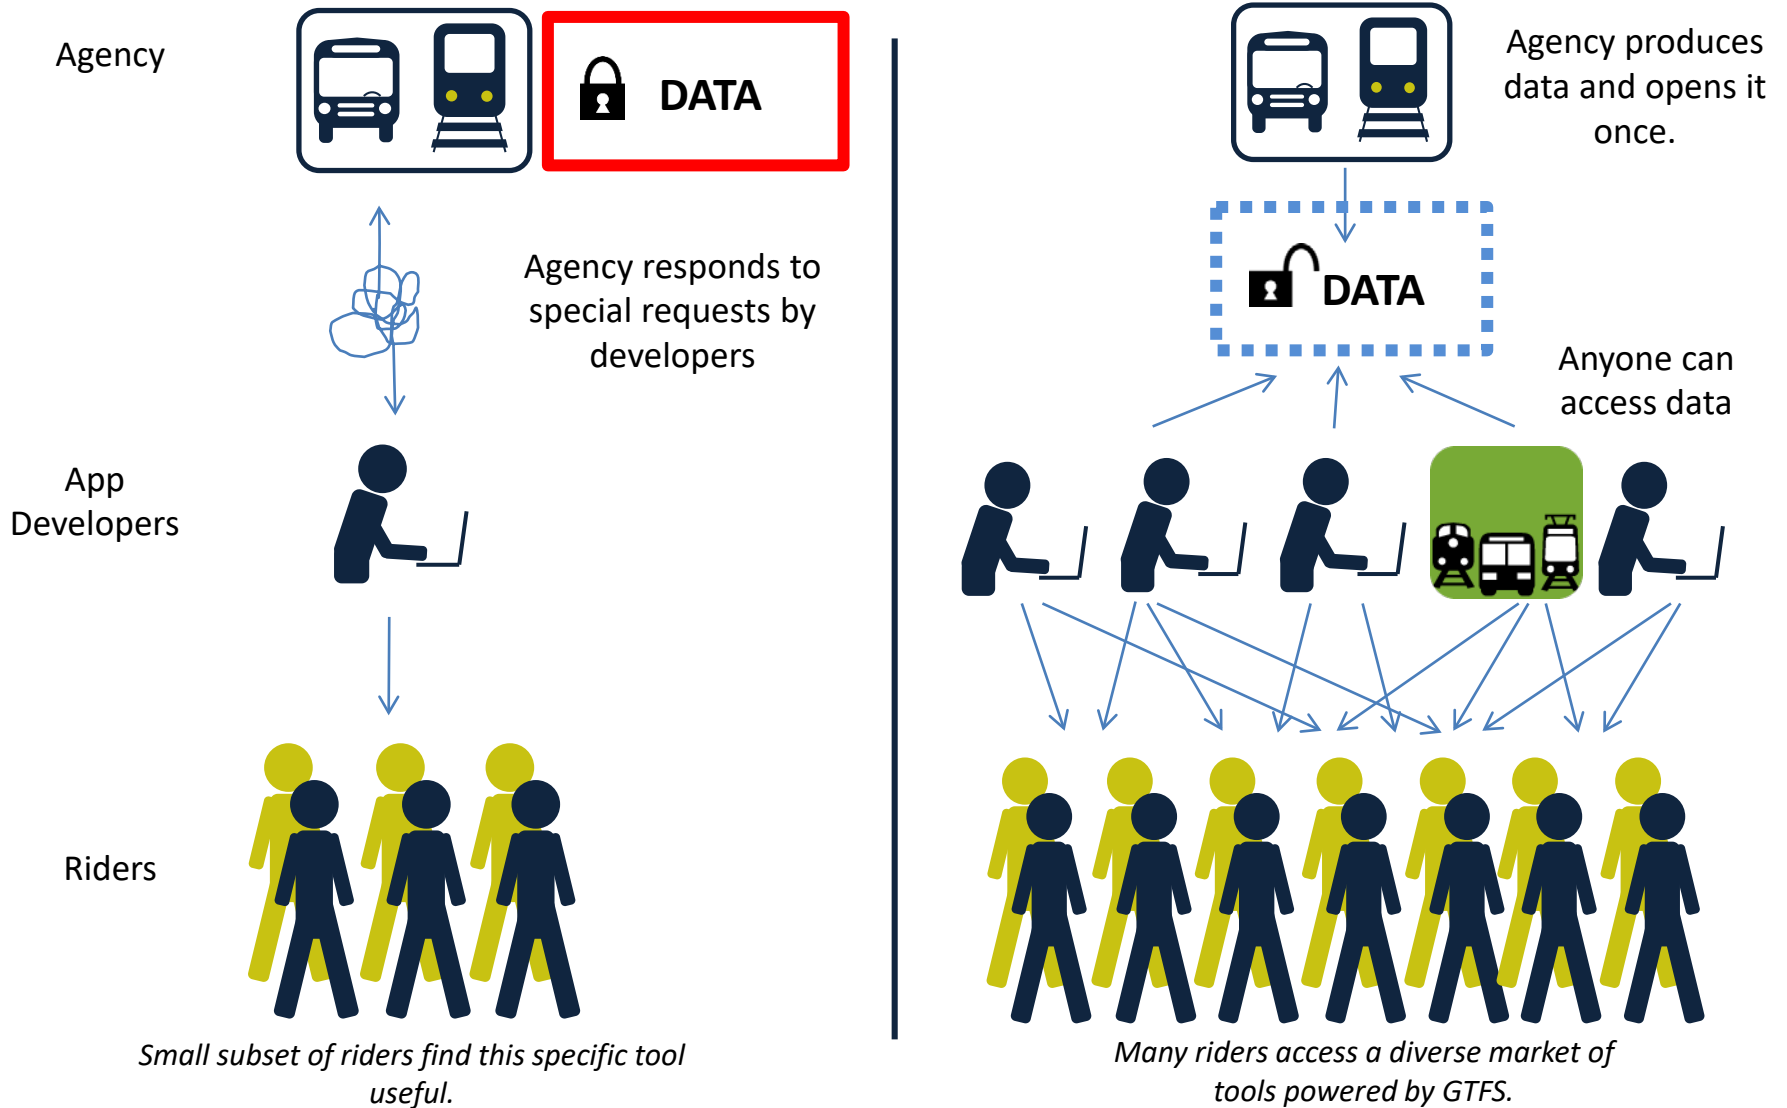 Agency
DATA
Agency responds to
special requests by
developers
App
Developers
Riders
Small subset of riders find this specific tool
useful.
Agency produces
data and opens it
once.
DATA
Anyone can
access data
Many riders access a diverse market of
tools powered by GTFS.